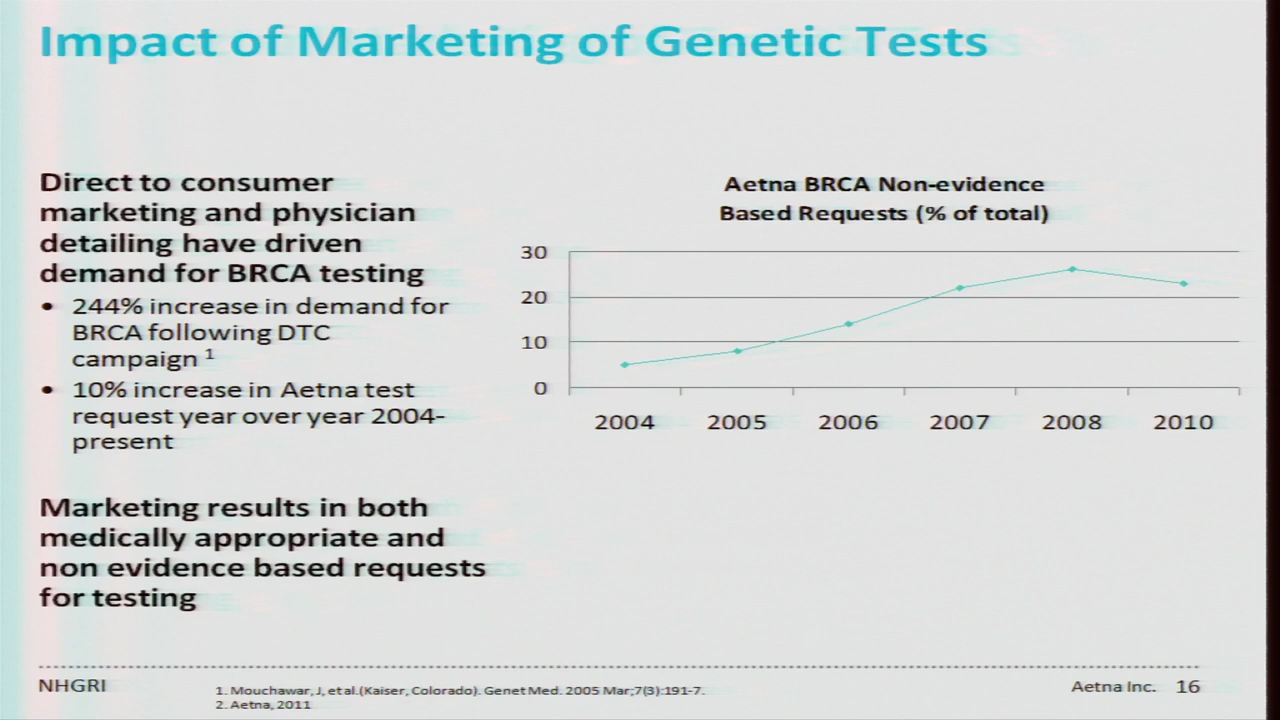 Impact of Marketing of Genetic Tests
Direct to consumer
marketing and physician
detailing have driven
demand for BRCA testing
• 244% increase in demand for
BRCA following DTC
campaign 1
• 10% increase in Aetna test
request year over year 2004-
present
Marketing results in both
medically appropriate and
non evidence based requests
for testing
Aetna BRCA Non-evidence
Based Requests (% of total)
30
20
10
0
2004 2005 2006 2007 2008 2010
NHGRI
1. Mouchawar, J, et al.(Kaiser, Colorado). Genet Med. 2005 Mar;7(3):191-7.
2. Aetna, 2011
Aetna Inc. 16